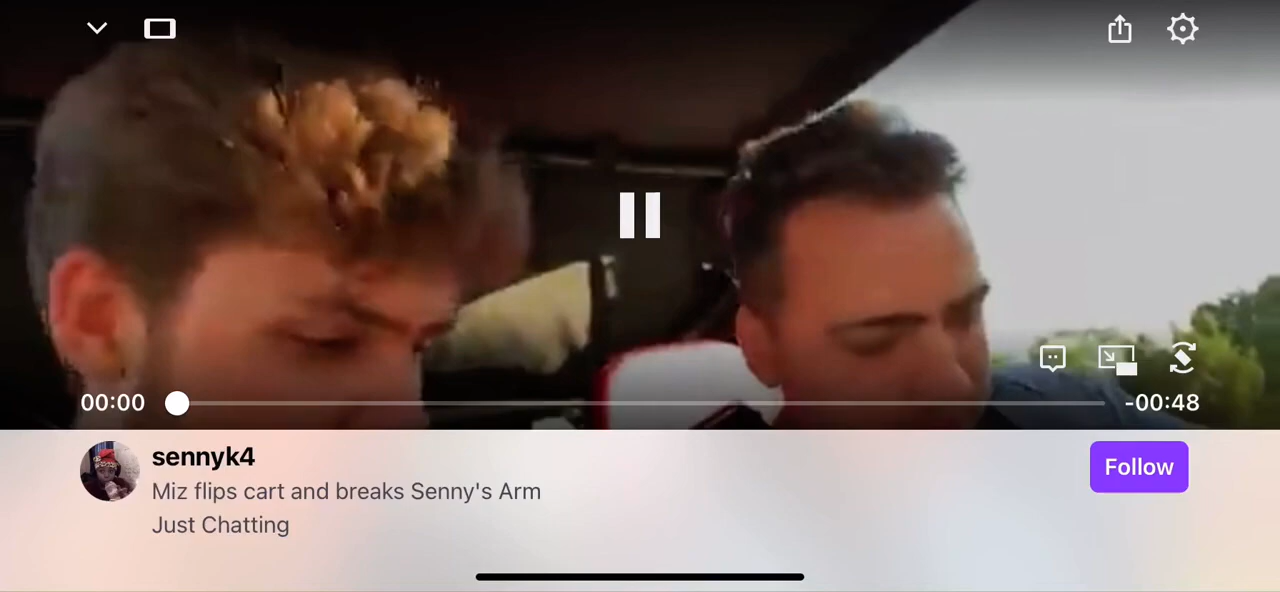 00:00
-00:48
sennyk4
Miz flips cart and breaks Senny's Arm
Just Chatting
Follow